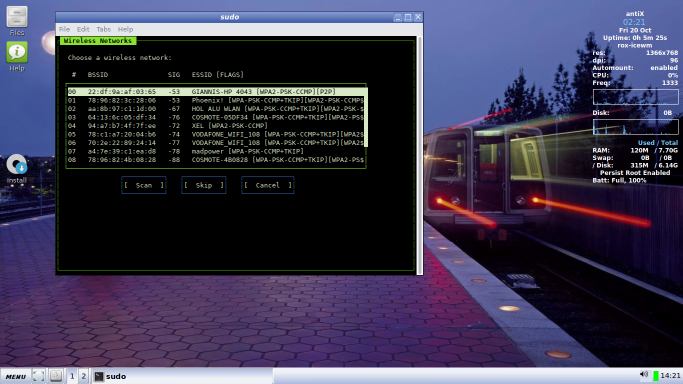 sudo
File Edit Tabs Help
Wireless Networks
Choose a wireless network:
# BSSID SIG ESSID [FLAGS]
00 22:df:9a:af:03:65 -53 GIANNIS-HP 4043 [WPA2-PSK-CCMP][P2P]
01 78:96:82:3c:28:06 -53 Phoenix! [WPA-PSK-CCMP+TKIP][WPA2-PSK-CCMP$
02 aa:8b:97:c1:1d:00 -67 HOL ALU WLAN [WPA-PSK-CCMP+TKIP][WPA2-PSK-$
03 64:13:6c:05:df:34 -76 COSMOTE-05DF34 [WPA-PSK-CCMP+TKIP][WPA2-PS$
04 94:a7:b7:4f:7f:ee -72 XEL [WPA-PSK-CCMP]
05 78:c1:a7:20:04:b6 -74 VODAFONE_WIFI_108 [WPA-PSK-CCMP+TKIP][WPA2$
06 70:2e:22:89:24:14 -77 VODAFONE_WIFI_108 [WPA-PSK-CCMP+TKIP][WPA2$
07 a4:7e:39:c1:ea:d8 -78 madpower [WPA-PSK-CCMP+TKIP]
08 78:96:82:4b:08:28 -88 COSMOTE-4B0828 [WPA-PSK-CCMP+TKIP][WPA2-PS$
[ Scan ] [ Skip ] [ Cancel ]
Files
Help
Install
antiX
02:21
Fri 20 Oct
Uptime: 0h 5m 25s
rox-icewm
res: 1366x768
dpi: 96
Automount: enabled
CPU: 0%
Freq: 1333
Disk: 0B
Used / Total
RAM: 120M / 7.70G
Swap: 0B / 0B
/ Disk: 315M / 6.14G
Persist Root Enabled
Batt: Full, 100%
MENU 1 2 sudo 14:21